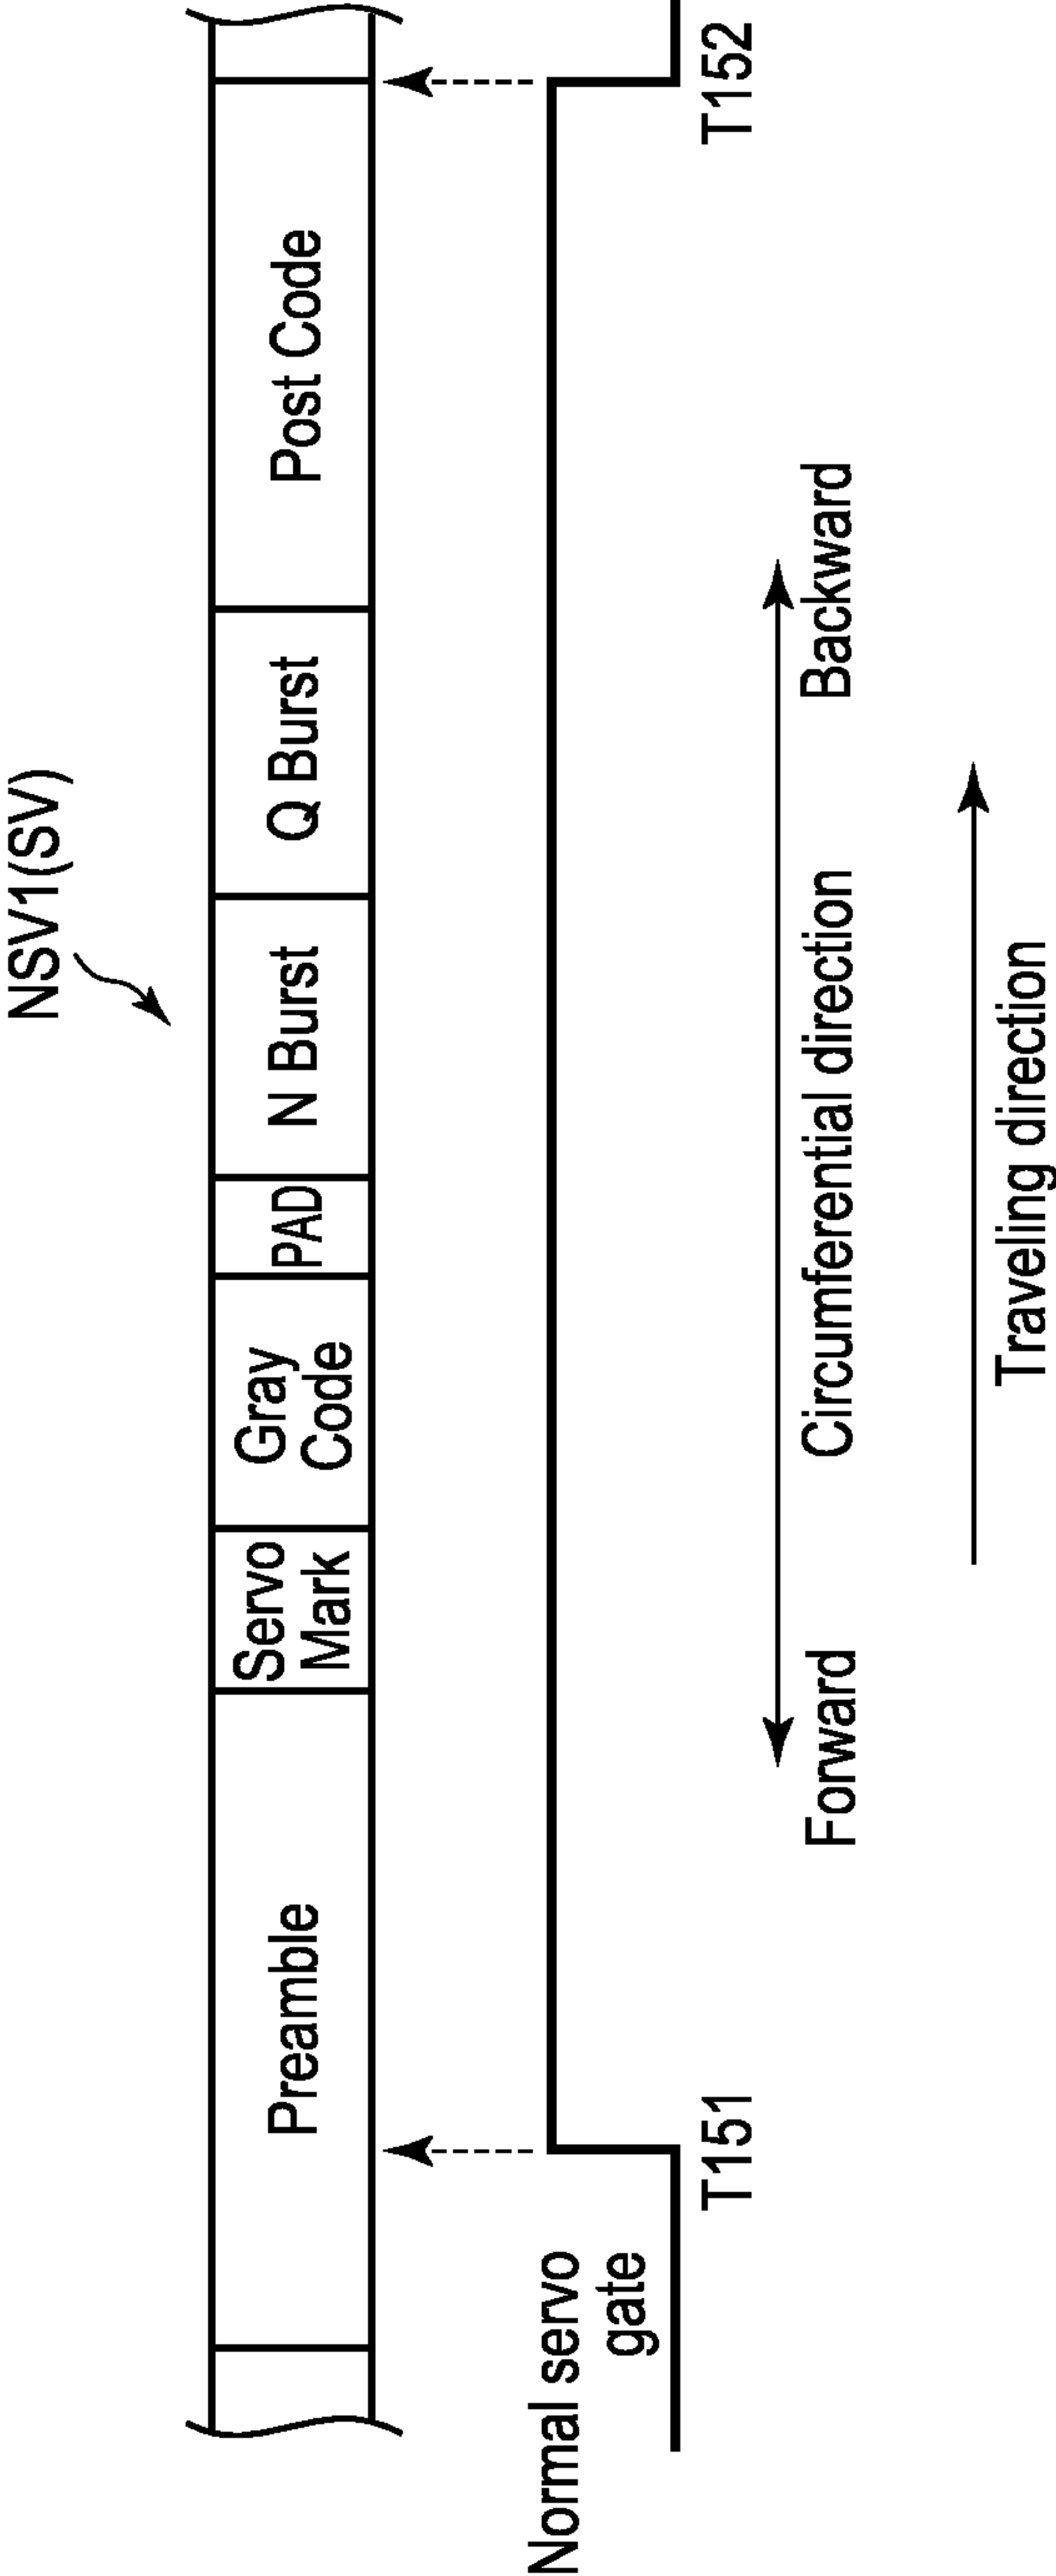 NSV1(SV)
Preamble
Servo
Mark
Gray
Code
PAD
N Burst
Q Burst
Post Code
Normal servo
gate
T151
T152
Forward
Circumferential direction
Backward
Traveling direction